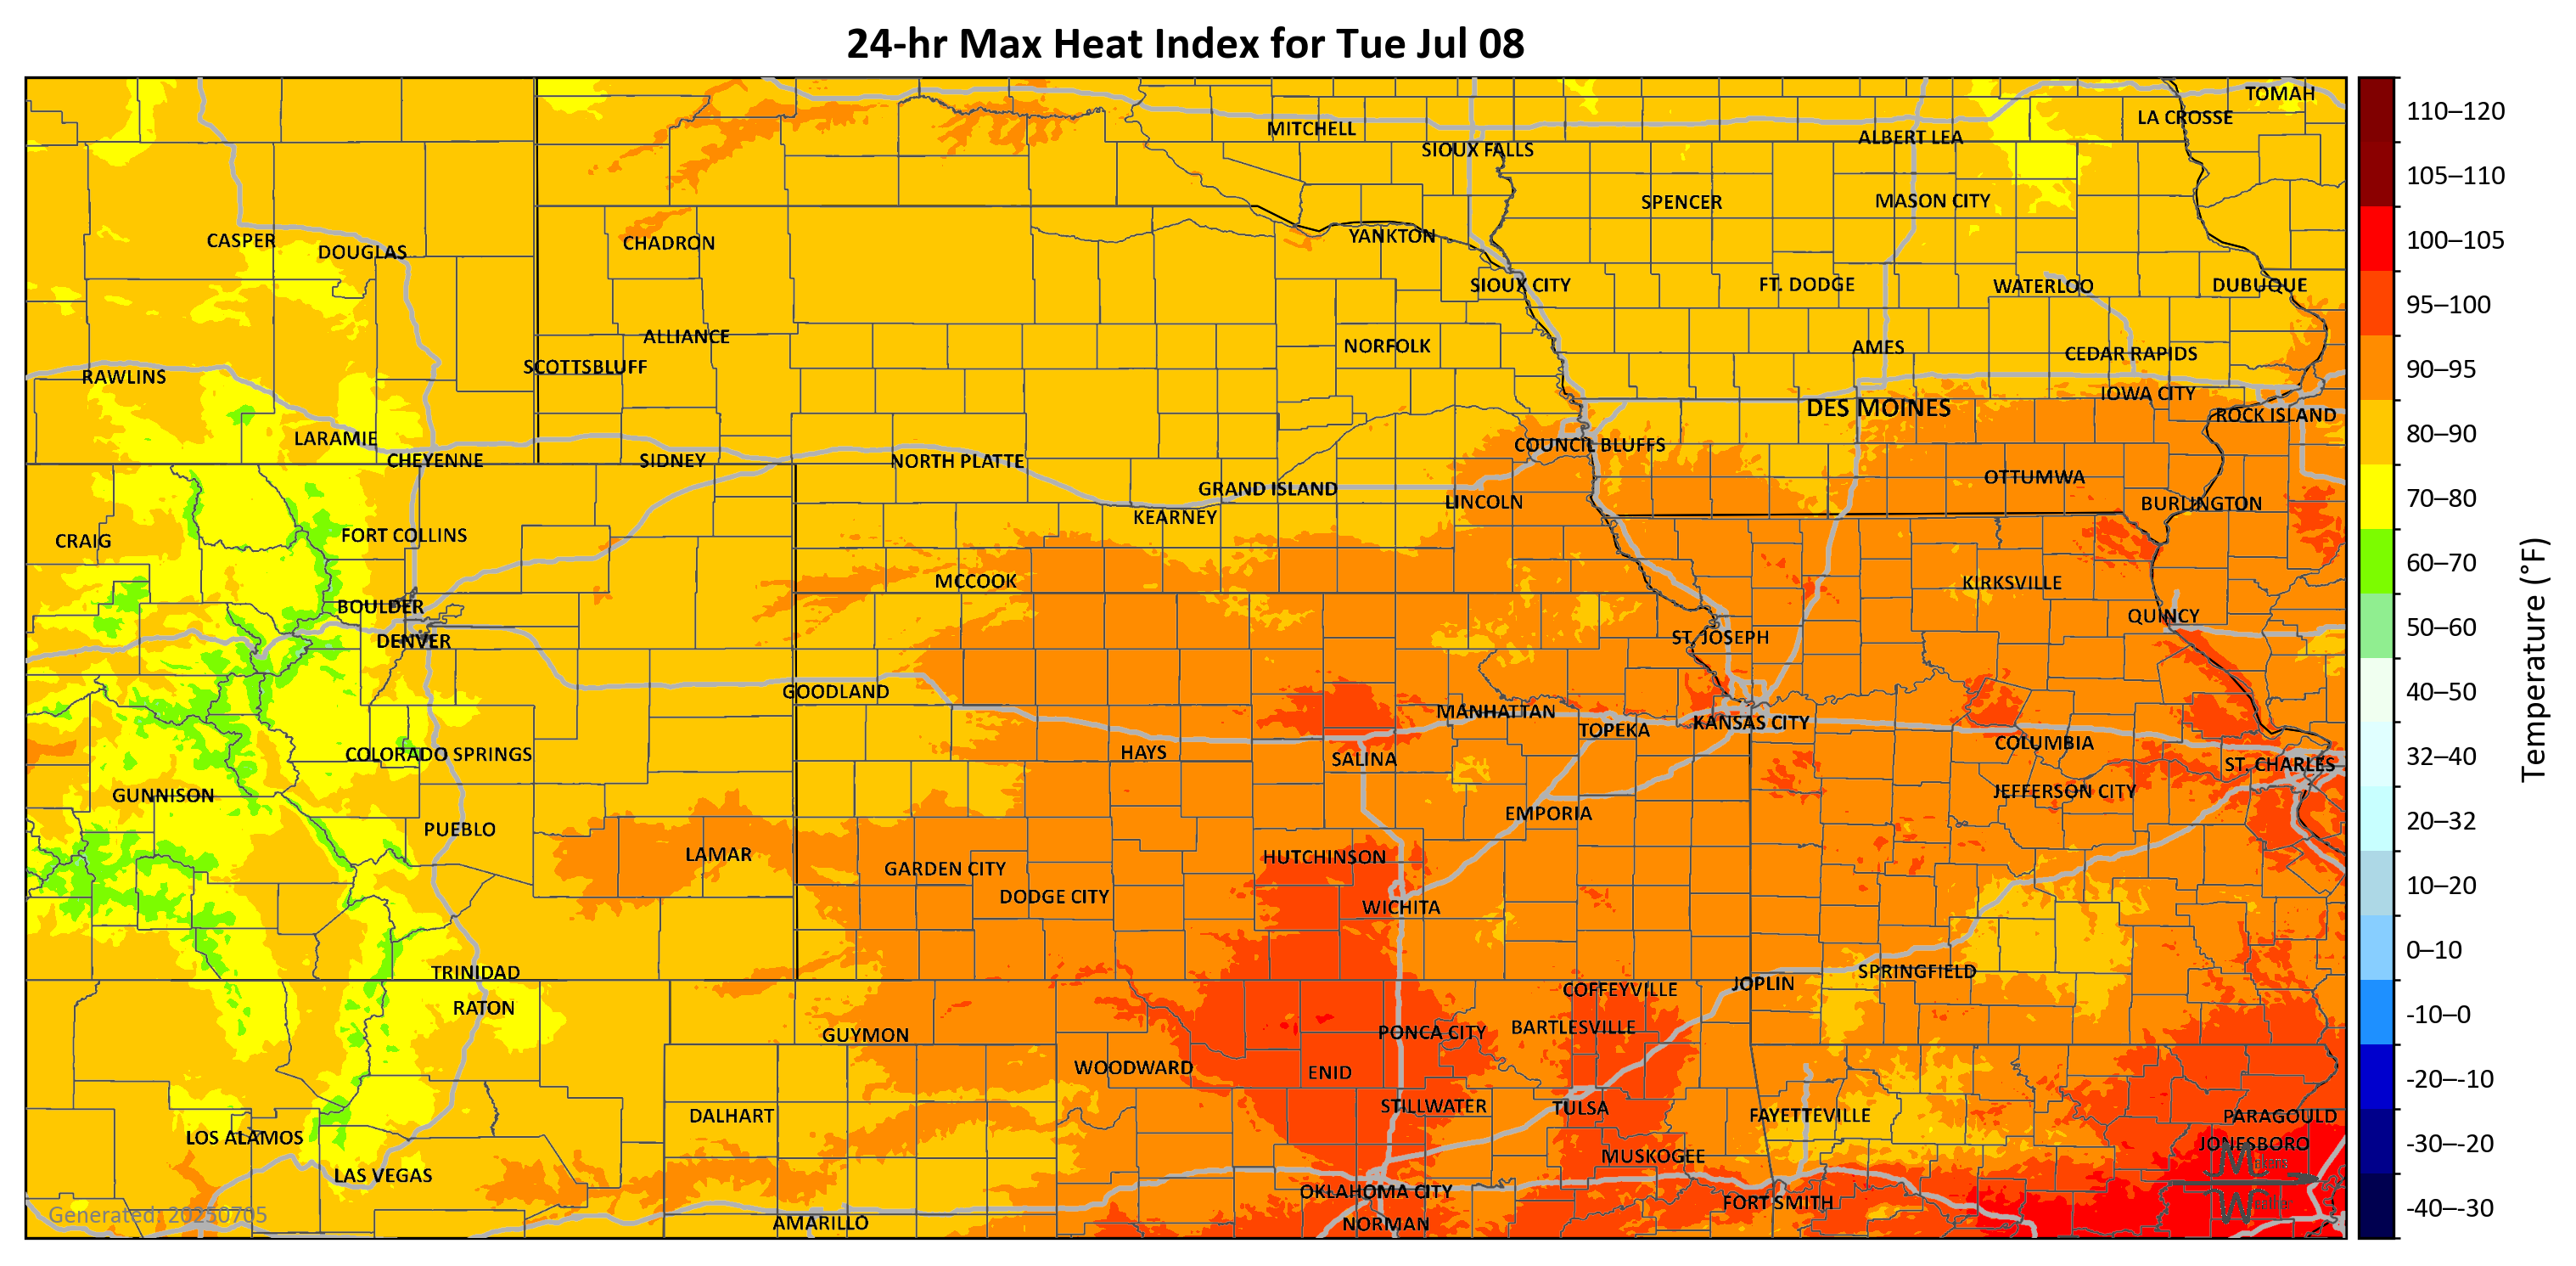 24-hr Max Heat Index for Tue Jul 08
TOMAH
LA CROSSE
MITCHELL
ALBERT LEA
SIOUX FALLS
SPENCER
MASON CITY
CASPER
DOUGLAS
CHADRON
YANKTON
SIOUX CITY
FT. DODGE
WATERLOO
DUBUQUE
ALLIANCE
NORFOLK
AMES
CEDAR RAPIDS
SCOTTSBLUFF
RAWLINS
IOWA CITY
DES MOINES
ROCK ISLAND
LARAMIE
COUNCIL BLUFFS
CHEYENNE
SIDNEY
NORTH PLATTE
OTTUMWA
GRAND ISLAND
LINCOLN
BURLINGTON
KEARNEY
CRAIG
FORT COLLINS
MCCOOK
KIRKSVILLE
BOULDER
QUINCY
DENVER
ST. JOSEPH
GOODLAND
MANHATTAN
KANSAS CITY
TOPEKA
COLUMBIA
COLORADO SPRINGS
HAYS
SALINA
ST. CHARLES
GUNNISON
JEFFERSON CITY
EMPORIA
PUEBLO
LAMAR
HUTCHINSON
GARDEN CITY
DODGE CITY
WICHITA
TRINIDAD
SPRINGFIELD
JOPLIN
COFFEYVILLE
RATON
GUYMON
PONCA CITY
BARTLESVILLE
WOODWARD
ENID
STILLWATER
TULSA
DALHART
FAYETTEVILLE
PARAGOULD
LOS ALAMOS
JONESBORO
MUSKOGEE
LAS VEGAS
OKLAHOMA CITY
FORT SMITH
AMARILLO
NORMAN
Generated: 20250705
110–120
105–110
100–105
95–100
90–95
80–90
70–80
60–70
50–60
40–50
32–40
20–32
10–20
0–10
-10–0
-20–-10
-30–-20
-40–-30
Temperature (°F)